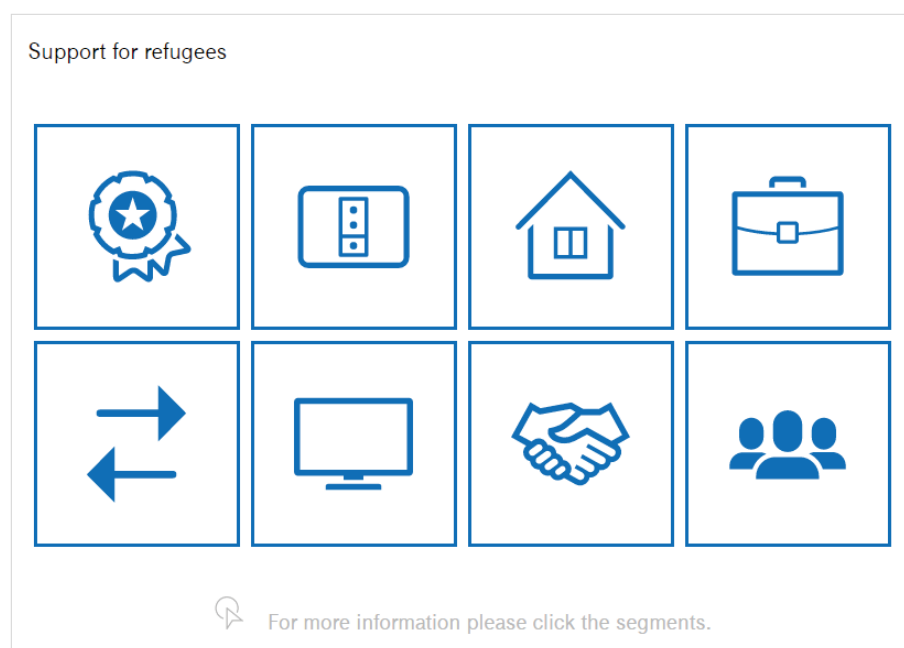 Support for refugees
For more information please click the segments.